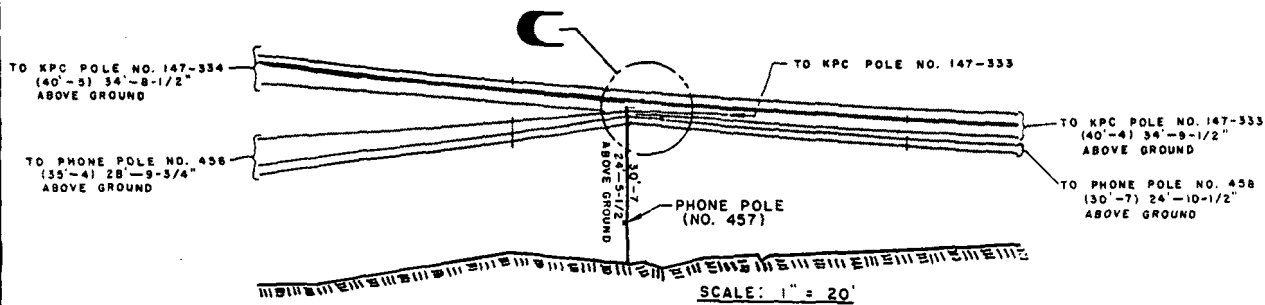 C
TO KPC POLE NO. 147-334
(40'-5) 34'-8-1/2"
ABOVE GROUND
TO KPC POLE NO. 147-333
TO KPC POLE NO. 147-333
(40'-4) 34'-9-1/2"
ABOVE GROUND
TO PHONE POLE NO. 456
(35'-4) 28'-9-3/4"
ABOVE GROUND
TO PHONE POLE NO. 458
(30'-7) 24'-10-1/2"
ABOVE GROUND
30'-7
24'-5-1/2"
ABOVE GROUND
PHONE POLE
(NO. 457)
SCALE: 1" = 20'